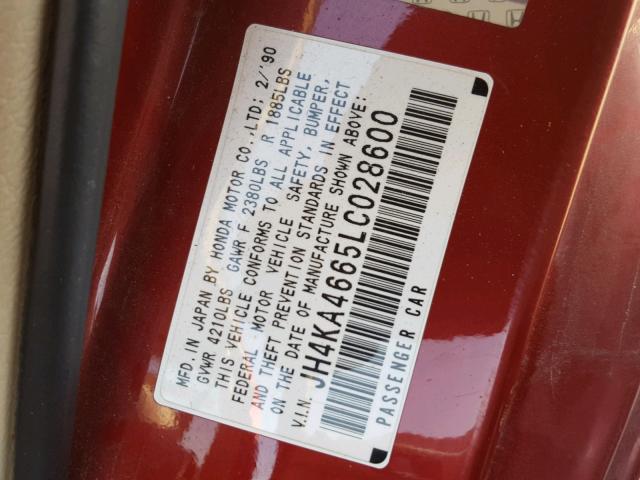 MFD. IN JAPAN BY HONDA MOTOR CO.,LTD; 2/'90
GVWR 4210LBS GAWR F 2380LBS R 1885LBS
THIS VEHICLE CONFORMS TO ALL APPLICABLE
FEDERAL MOTOR VEHICLE SAFETY, BUMPER,
AND THEFT PREVENTION STANDARDS IN EFFECT
ON THE DATE OF MANUFACTURE SHOWN ABOVE:
V.I.N. JH4KA4665LC028600
PASSENGER CAR